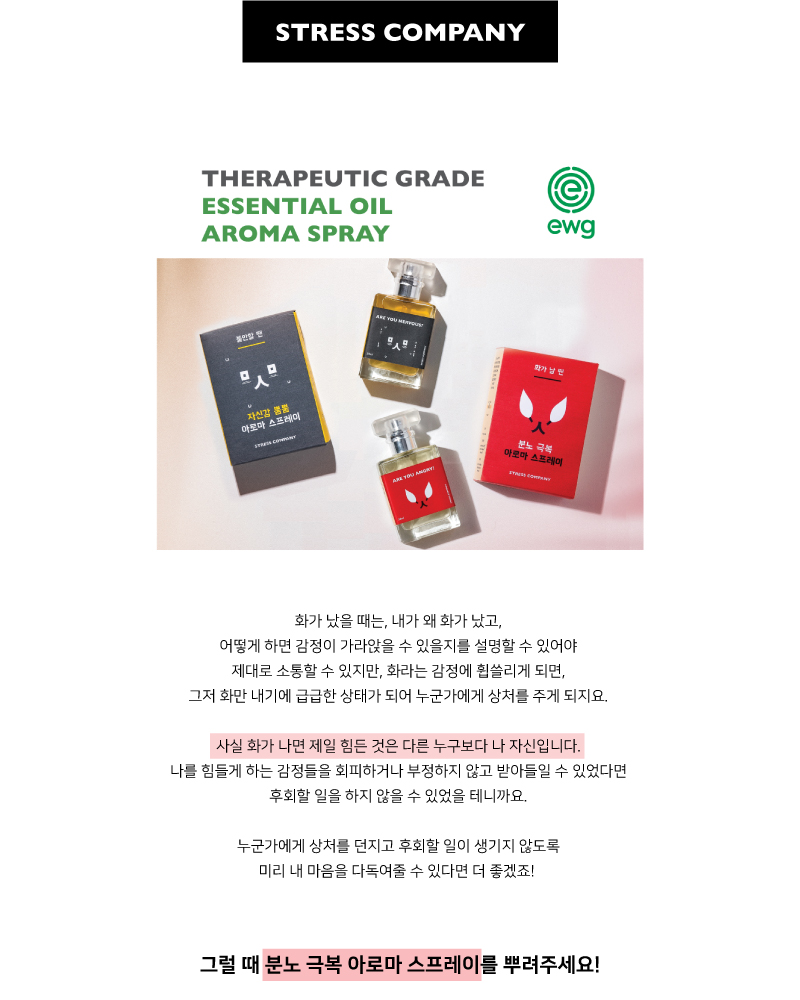 STRESS COMPANY
THERAPEUTIC GRADE
ESSENTIAL OIL
AROMA SPRAY
ewg
불안할 땐
자신감 뿜뿜
아로마 스프레이
STRESS COMPANY
ARE YOU NERVOUS?
ARE YOU ANGRY?
화가 날 땐
분노 극복
아로마 스프레이
STRESS COMPANY
화가 났을 때는, 내가 왜 화가 났고,
어떻게 하면 감정이 가라앉을 수 있을지를 설명할 수 있어야
제대로 소통할 수 있지만, 화라는 감정에 휩쓸리게 되면,
그저 화만 내기에 급급한 상태가 되어 누군가에게 상처를 주게 되지요.
사실 화가 나면 제일 힘든 것은 다른 누구보다 나 자신입니다.
나를 힘들게 하는 감정들을 회피하거나 부정하지 않고 받아들일 수 있었다면
후회할 일을 하지 않을 수 있었을 테니까요.
누군가에게 상처를 던지고 후회할 일이 생기지 않도록
미리 내 마음을 다독여줄 수 있다면 더 좋겠죠!
그럴 때 분노 극복 아로마 스프레이를 뿌려주세요!